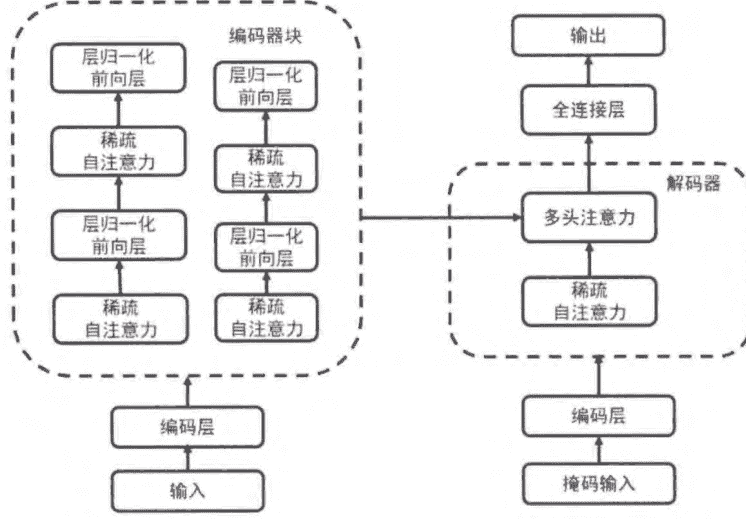 编码器块
层归一化
前向层
稀疏
自注意力
层归一化
前向层
稀疏
自注意力
层归一化
前向层
稀疏
自注意力
层归一化
前向层
稀疏
自注意力
编码层
输入
输出
全连接层
解码器
多头注意力
稀疏
自注意力
编码层
掩码输入